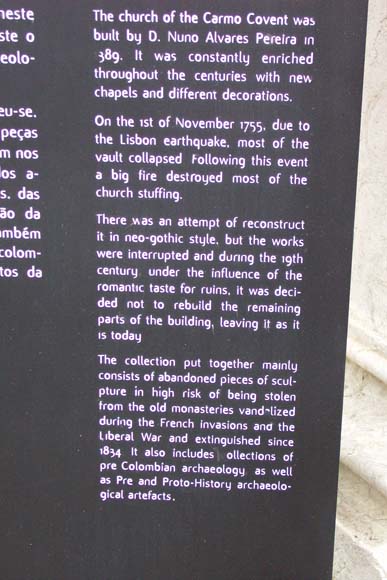 neste
ste o
eolo-
eu-se.
peças
m nos
los a-
s, das
ão da
ambém
colom-
tos da
The church of the Carmo Covent was
built by D. Nuno Alvares Pereira in
389. It was constantly enriched
throughout the centuries with new
chapels and different decorations.
On the 1st of November 1755, due to
the Lisbon earthquake, most of the
vault collapsed Following this event
a big fire destroyed most of the
church stuffing.
There was an attempt of reconstruct
it in neo-gothic style, but the works
were interrupted and during the 19th
century under the influence of the
romantic taste for ruins, it was deci-
ded not to rebuild the remaining
parts of the building, leaving it as it
is today
The collection put together mainly
consists of abandoned pieces of scul-
pture in high risk of being stolen
from the old monasteries vand lized
during the French invasions and the
Liberal War and extinguished since
1834 It also includes ollections of
pre Colombian archaeology as well
as Pre and Proto-History archaeolo-
gical artefacts.